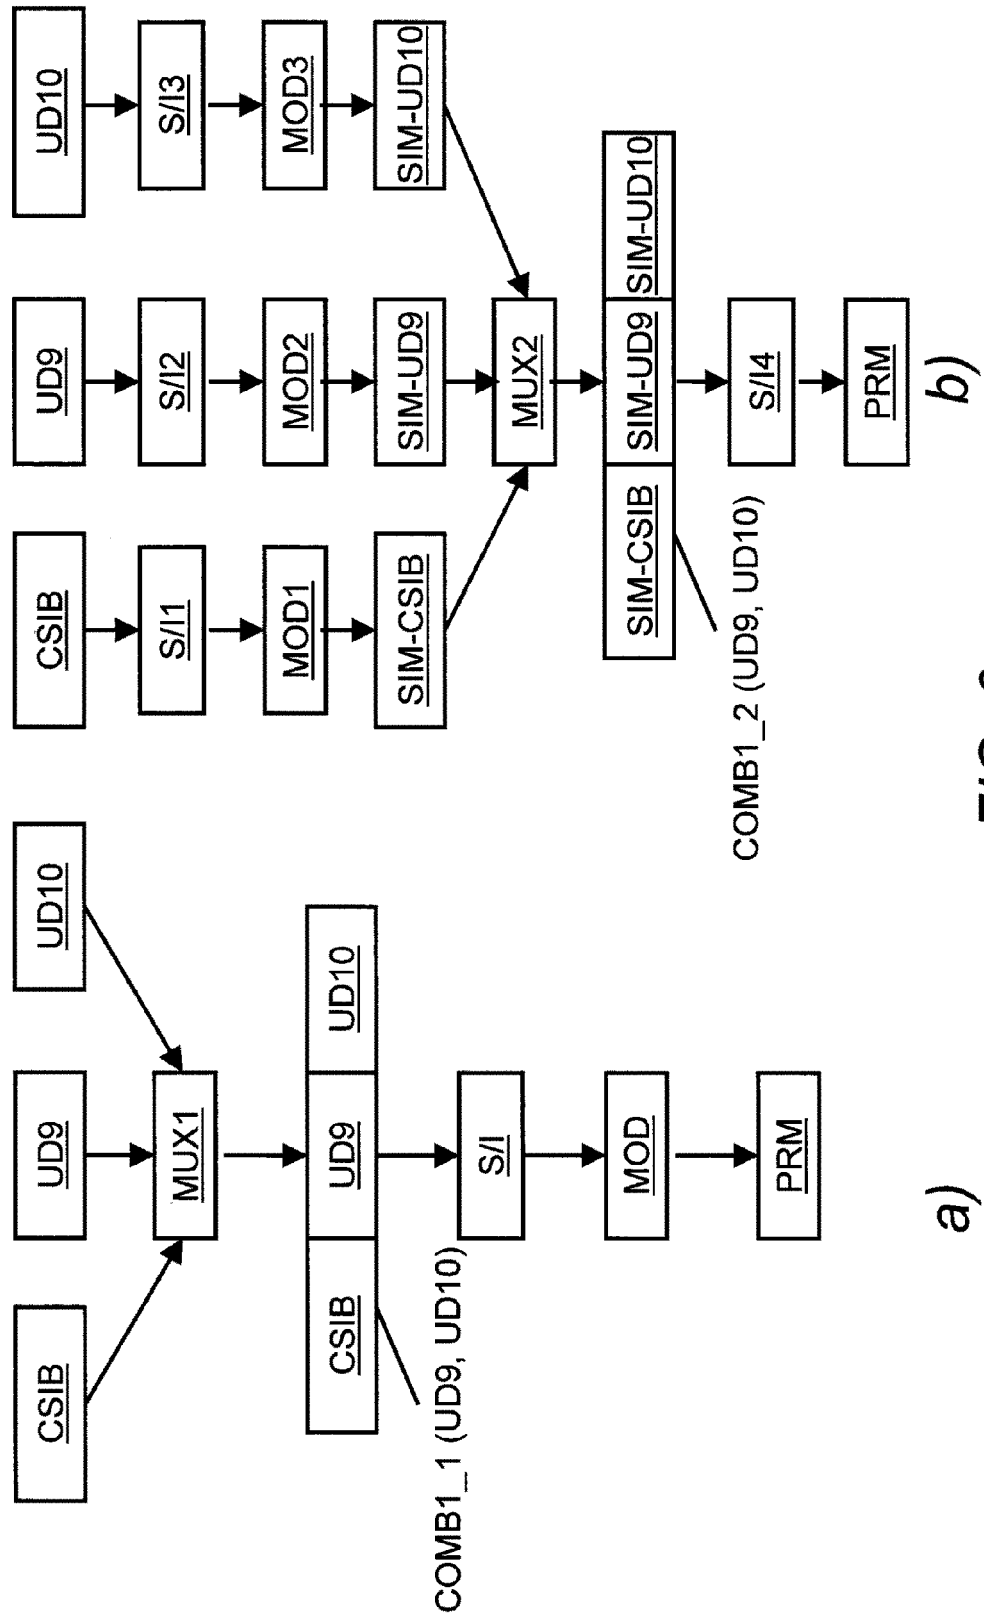 CSIB
UD9
UD10
MUX1
CSIB
UD9
UD10
COMB1_1 (UD9, UD10)
S/I
MOD
PRM
a)
CSIB
UD9
UD10
S/I1
S/I2
S/I3
MOD1
MOD2
MOD3
SIM-CSIB
SIM-UD9
SIM-UD10
MUX2
SIM-CSIB
SIM-UD9
SIM-UD10
COMB1_2 (UD9, UD10)
S/I4
PRM
b)